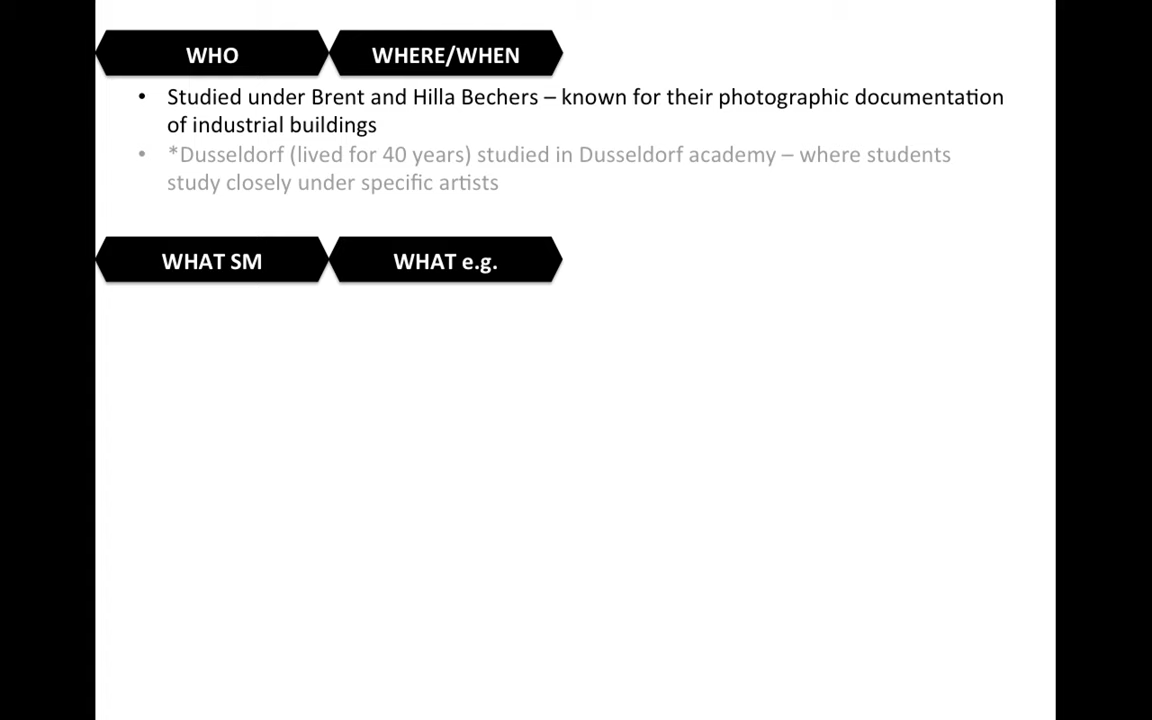 WHO WHERE/WHEN
• Studied under Brent and Hilla Bechers – known for their photographic documentation
of industrial buildings
• *Dusseldorf (lived for 40 years) studied in Dusseldorf academy – where students
study closely under specific artists
WHAT SM WHAT e.g.